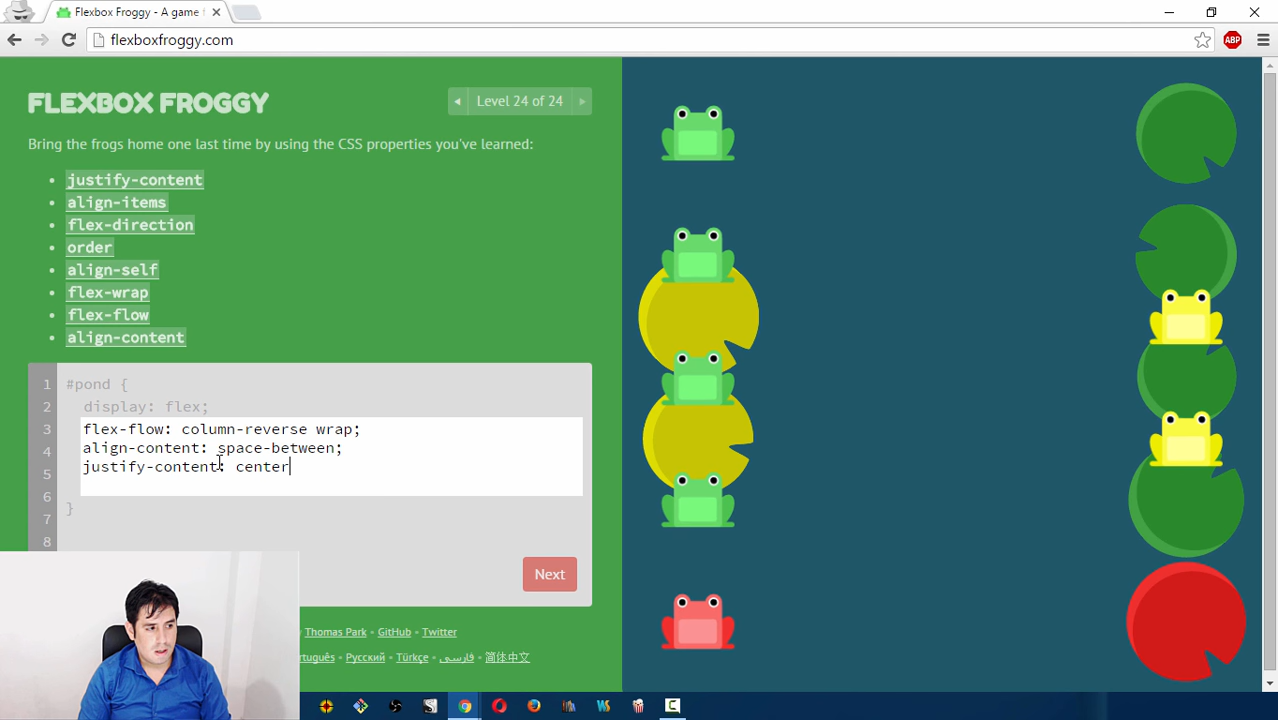 Flexbox Froggy - A game f
flexboxfroggy.com
ABP
FLEXBOX FROGGY
◂ Level 24 of 24 ▸
Bring the frogs home one last time by using the CSS properties you've learned:
• justify-content
• align-items
• flex-direction
• order
• align-self
• flex-wrap
• flex-flow
• align-content
1 #pond {
2 display: flex;
3 flex-flow: column-reverse wrap;
4 align-content: space-between;
5 justify-content: center
6 }
7
8
Next
Thomas Park • GitHub • Twitter
• Русский • Türkçe • فارسی • 简体中文